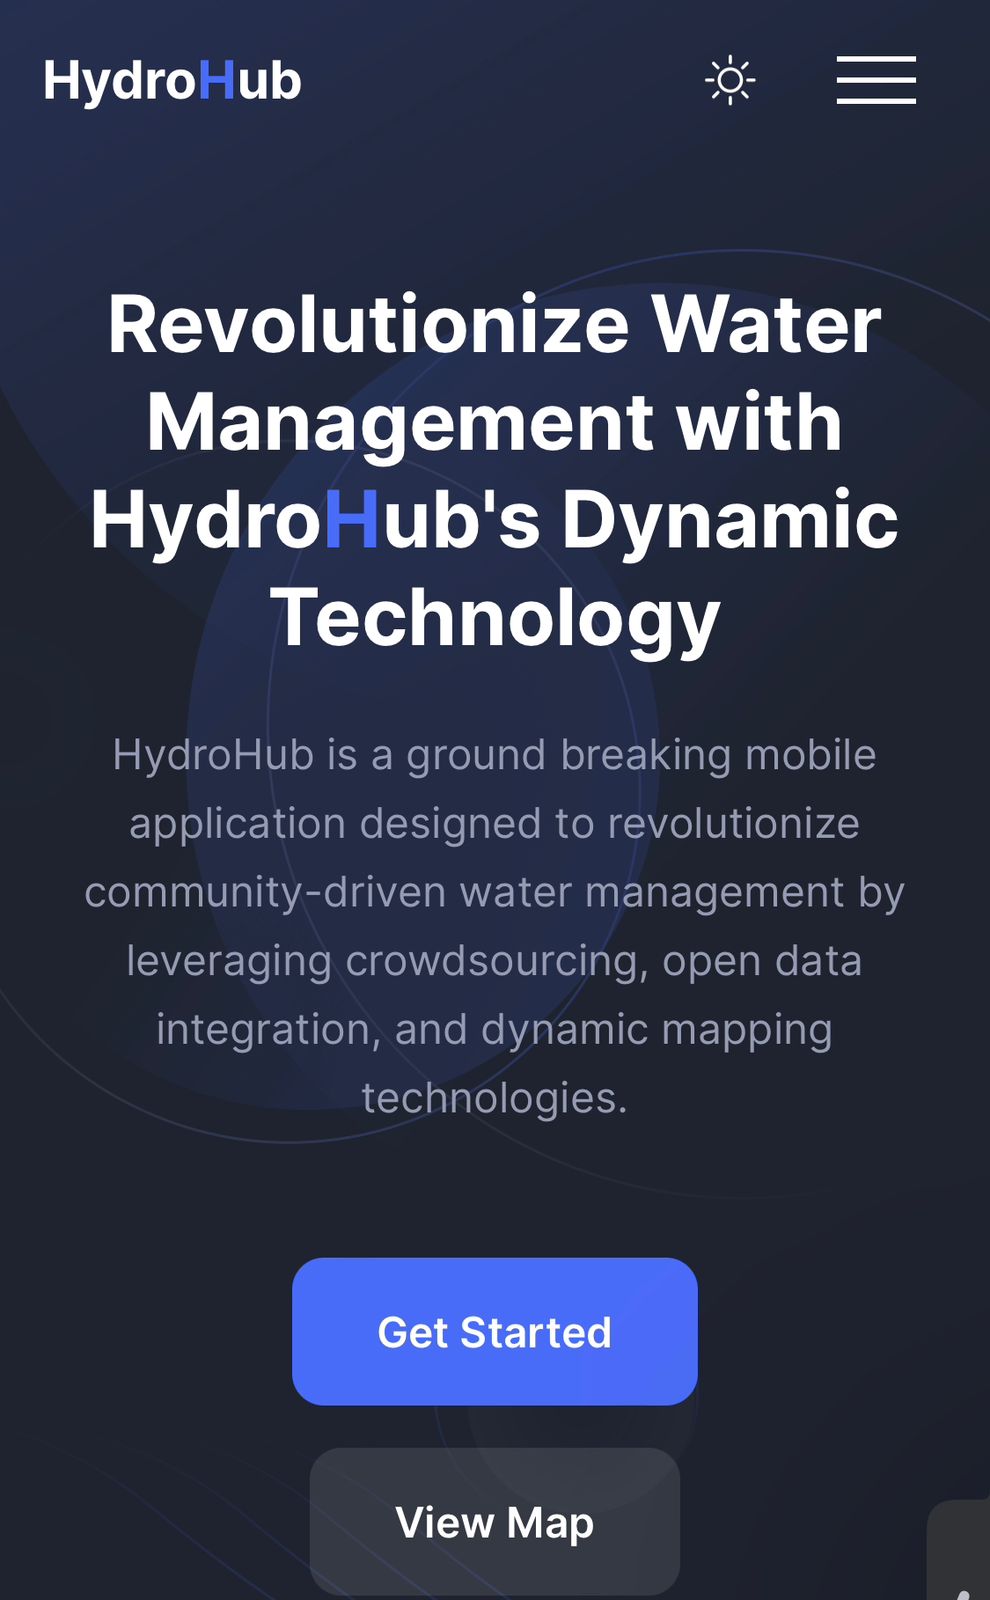 HydroHub
Revolutionize Water
Management with
HydroHub's Dynamic
Technology
HydroHub is a ground breaking mobile
application designed to revolutionize
community-driven water management by
leveraging crowdsourcing, open data
integration, and dynamic mapping
technologies.
Get Started
View Map